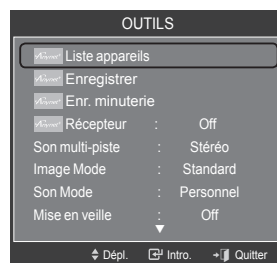 OUTILS
Liste appareils
Enregistrer
Enr. minuterie
Récepteur : Off
Son multi-piste : Stéréo
Image Mode : Standard
Son Mode : Personnel
Mise en veille : Off
Dépl. Intro. Quitter